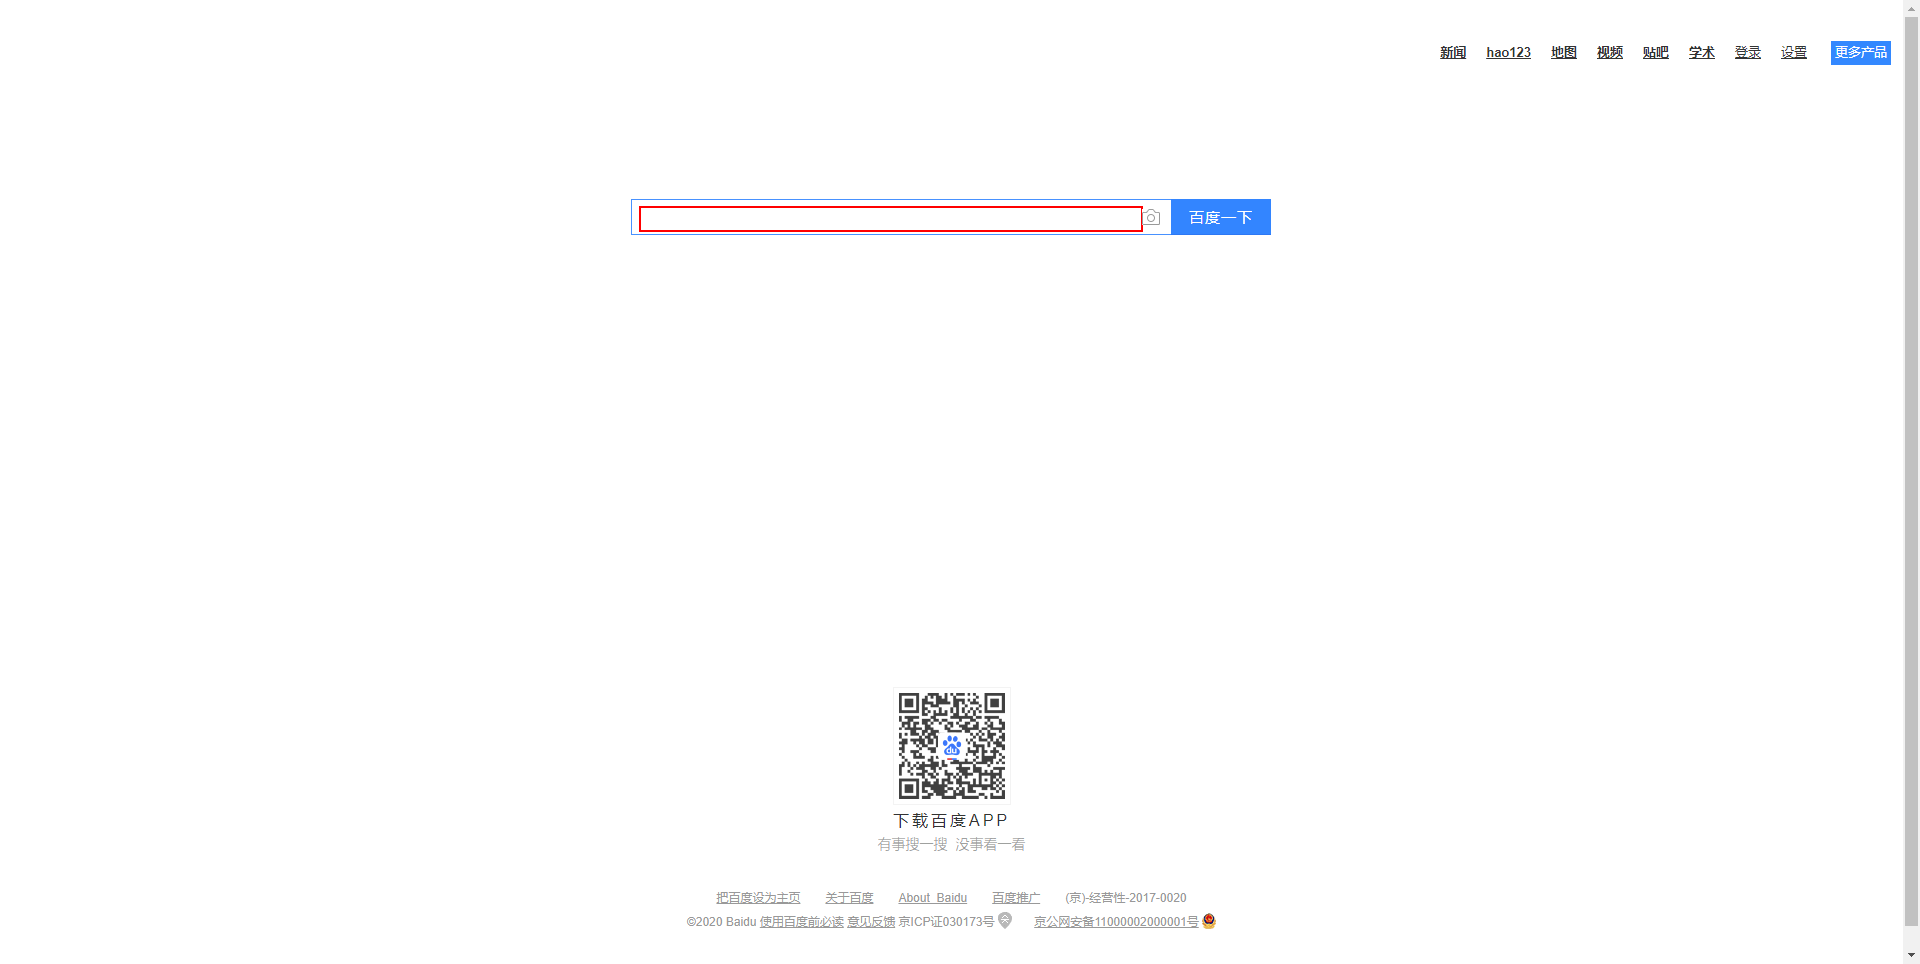 新闻 hao123 地图 视频 贴吧 学术 登录 设置 更多产品
百度一下
du
下载百度APP
有事搜一搜 没事看一看
把百度设为主页 关于百度 About Baidu 百度推广 (京)-经营性-2017-0020
©2020 Baidu 使用百度前必读 意见反馈 京ICP证030173号 京公网安备11000002000001号